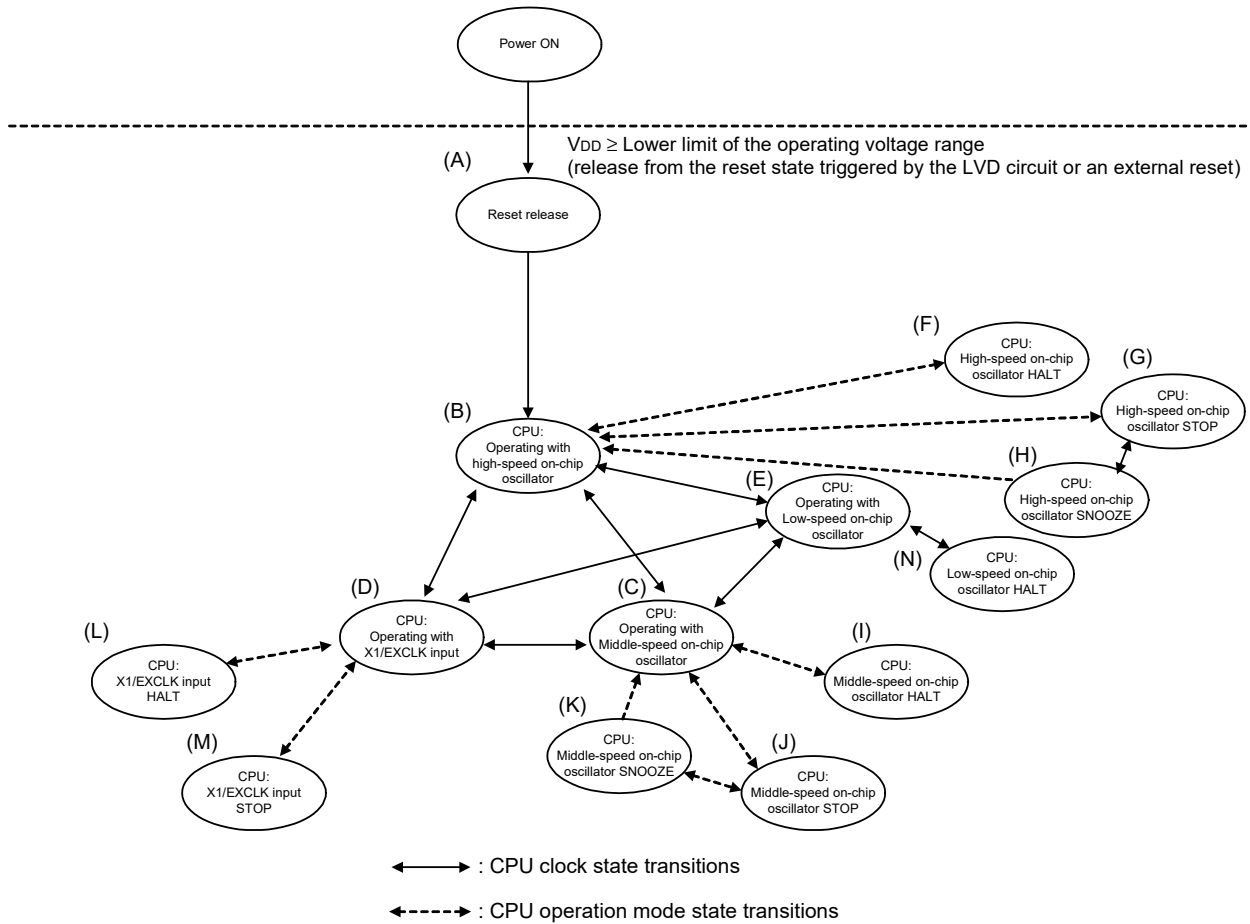 Power ON
VDD ≥ Lower limit of the operating voltage range
(release from the reset state triggered by the LVD circuit or an external reset)
(A)
Reset release
(F)
CPU:
High-speed on-chip
oscillator HALT
(G)
CPU:
High-speed on-chip
oscillator STOP
(B)
CPU:
Operating with
high-speed on-chip
oscillator
(H)
CPU:
High-speed on-chip
oscillator SNOOZE
(E)
CPU:
Operating with
Low-speed on-chip
oscillator
(N)
CPU:
Low-speed on-chip
oscillator HALT
(D)
CPU:
Operating with
X1/EXCLK input
(C)
CPU:
Operating with
Middle-speed on-chip
oscillator
(L)
CPU:
X1/EXCLK input
HALT
(I)
CPU:
Middle-speed on-chip
oscillator HALT
(K)
CPU:
Middle-speed on-chip
oscillator SNOOZE
(M)
CPU:
X1/EXCLK input
STOP
(J)
CPU:
Middle-speed on-chip
oscillator STOP
: CPU clock state transitions
: CPU operation mode state transitions